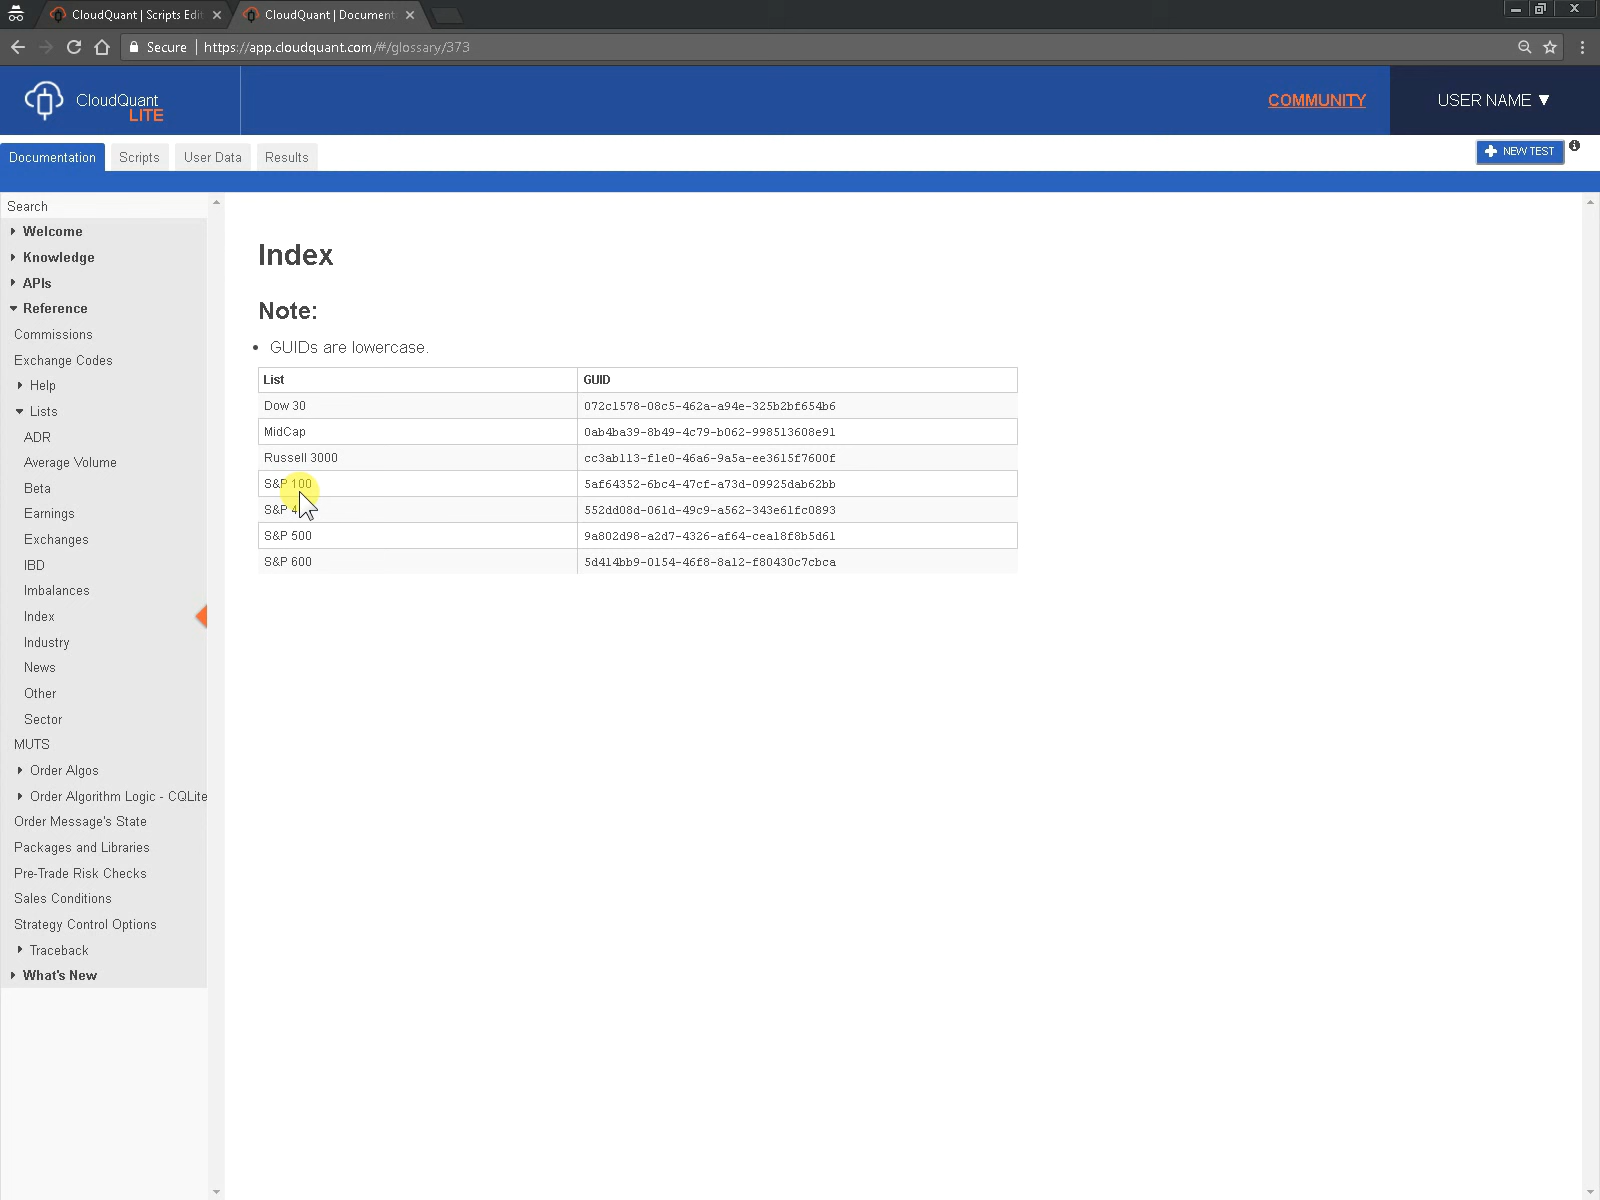 CloudQuant | Scripts Edit
CloudQuant | Document
Secure
https://app.cloudquant.com/#/glossary/373
CloudQuant
LITE
COMMUNITY
USER NAME ▼
Documentation
Scripts
User Data
Results
NEW TEST
Search
Welcome
Knowledge
APIs
Reference
Commissions
Exchange Codes
Help
Lists
ADR
Average Volume
Beta
Earnings
Exchanges
IBD
Imbalances
Index
Industry
News
Other
Sector
MUTS
Order Algos
Order Algorithm Logic - CQLite
Order Message's State
Packages and Libraries
Pre-Trade Risk Checks
Sales Conditions
Strategy Control Options
Traceback
What's New
Index
Note:
• GUIDs are lowercase.
List GUID
Dow 30 072c1578-08c5-462a-a94e-325b2bf654b6
MidCap 0ab4ba39-8b49-4c79-b062-998513608e91
Russell 3000 cc3ab113-f1e0-46a6-9a5a-ee3615f7600f
S&P 100 5af64352-6bc4-47cf-a73d-09925dab62bb
S&P 4 552dd08d-061d-49c9-a562-343e61fc0893
S&P 500 9a802d98-a2d7-4326-af64-cea18f8b5d61
S&P 600 5d414bb9-0154-46f8-8a12-f80430c7cbca